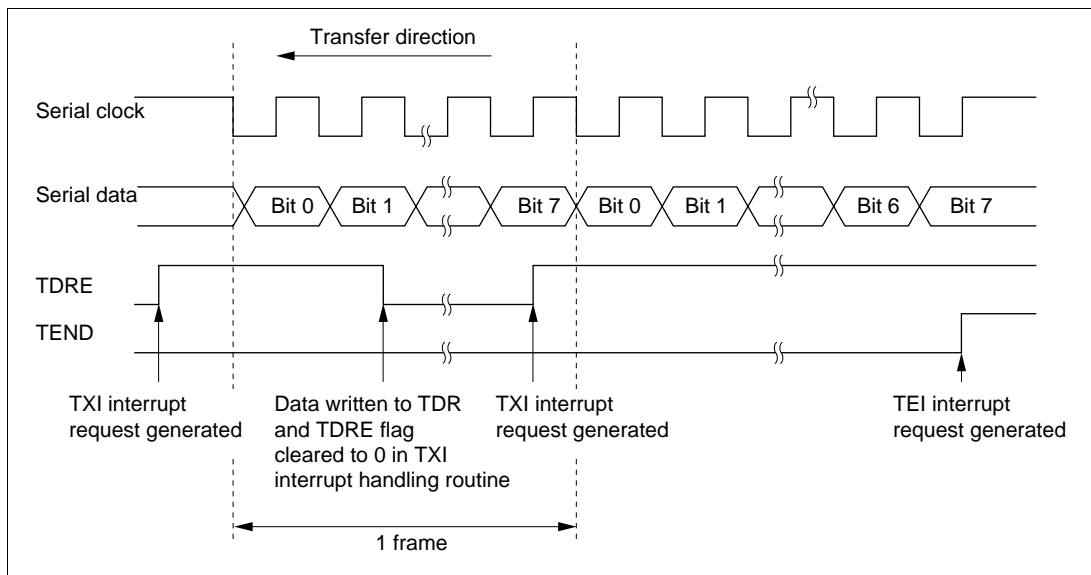 Transfer direction
Serial clock
Serial data
Bit 0
Bit 1
Bit 7
Bit 0
Bit 1
Bit 6
Bit 7
TDRE
TEND
TXI interrupt
request generated
Data written to TDR
and TDRE flag
cleared to 0 in TXI
interrupt handling routine
TXI interrupt
request generated
TEI interrupt
request generated
1 frame